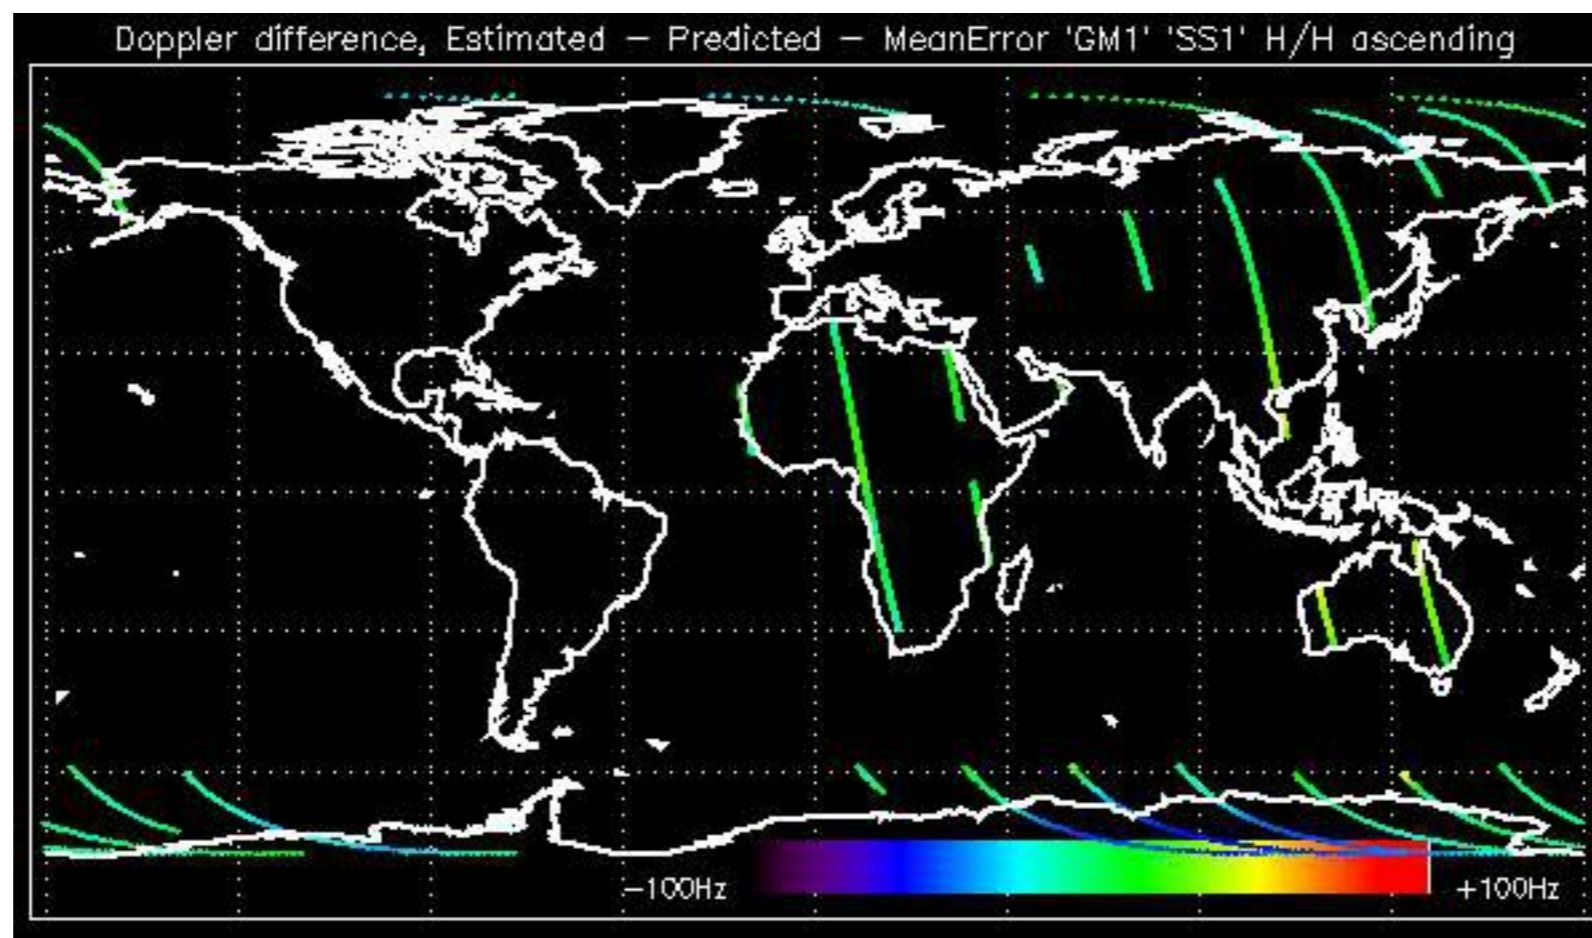 Doppler difference, Estimated – Predicted – MeanError 'GM1' 'SS1' H/H ascending
–100Hz
+100Hz